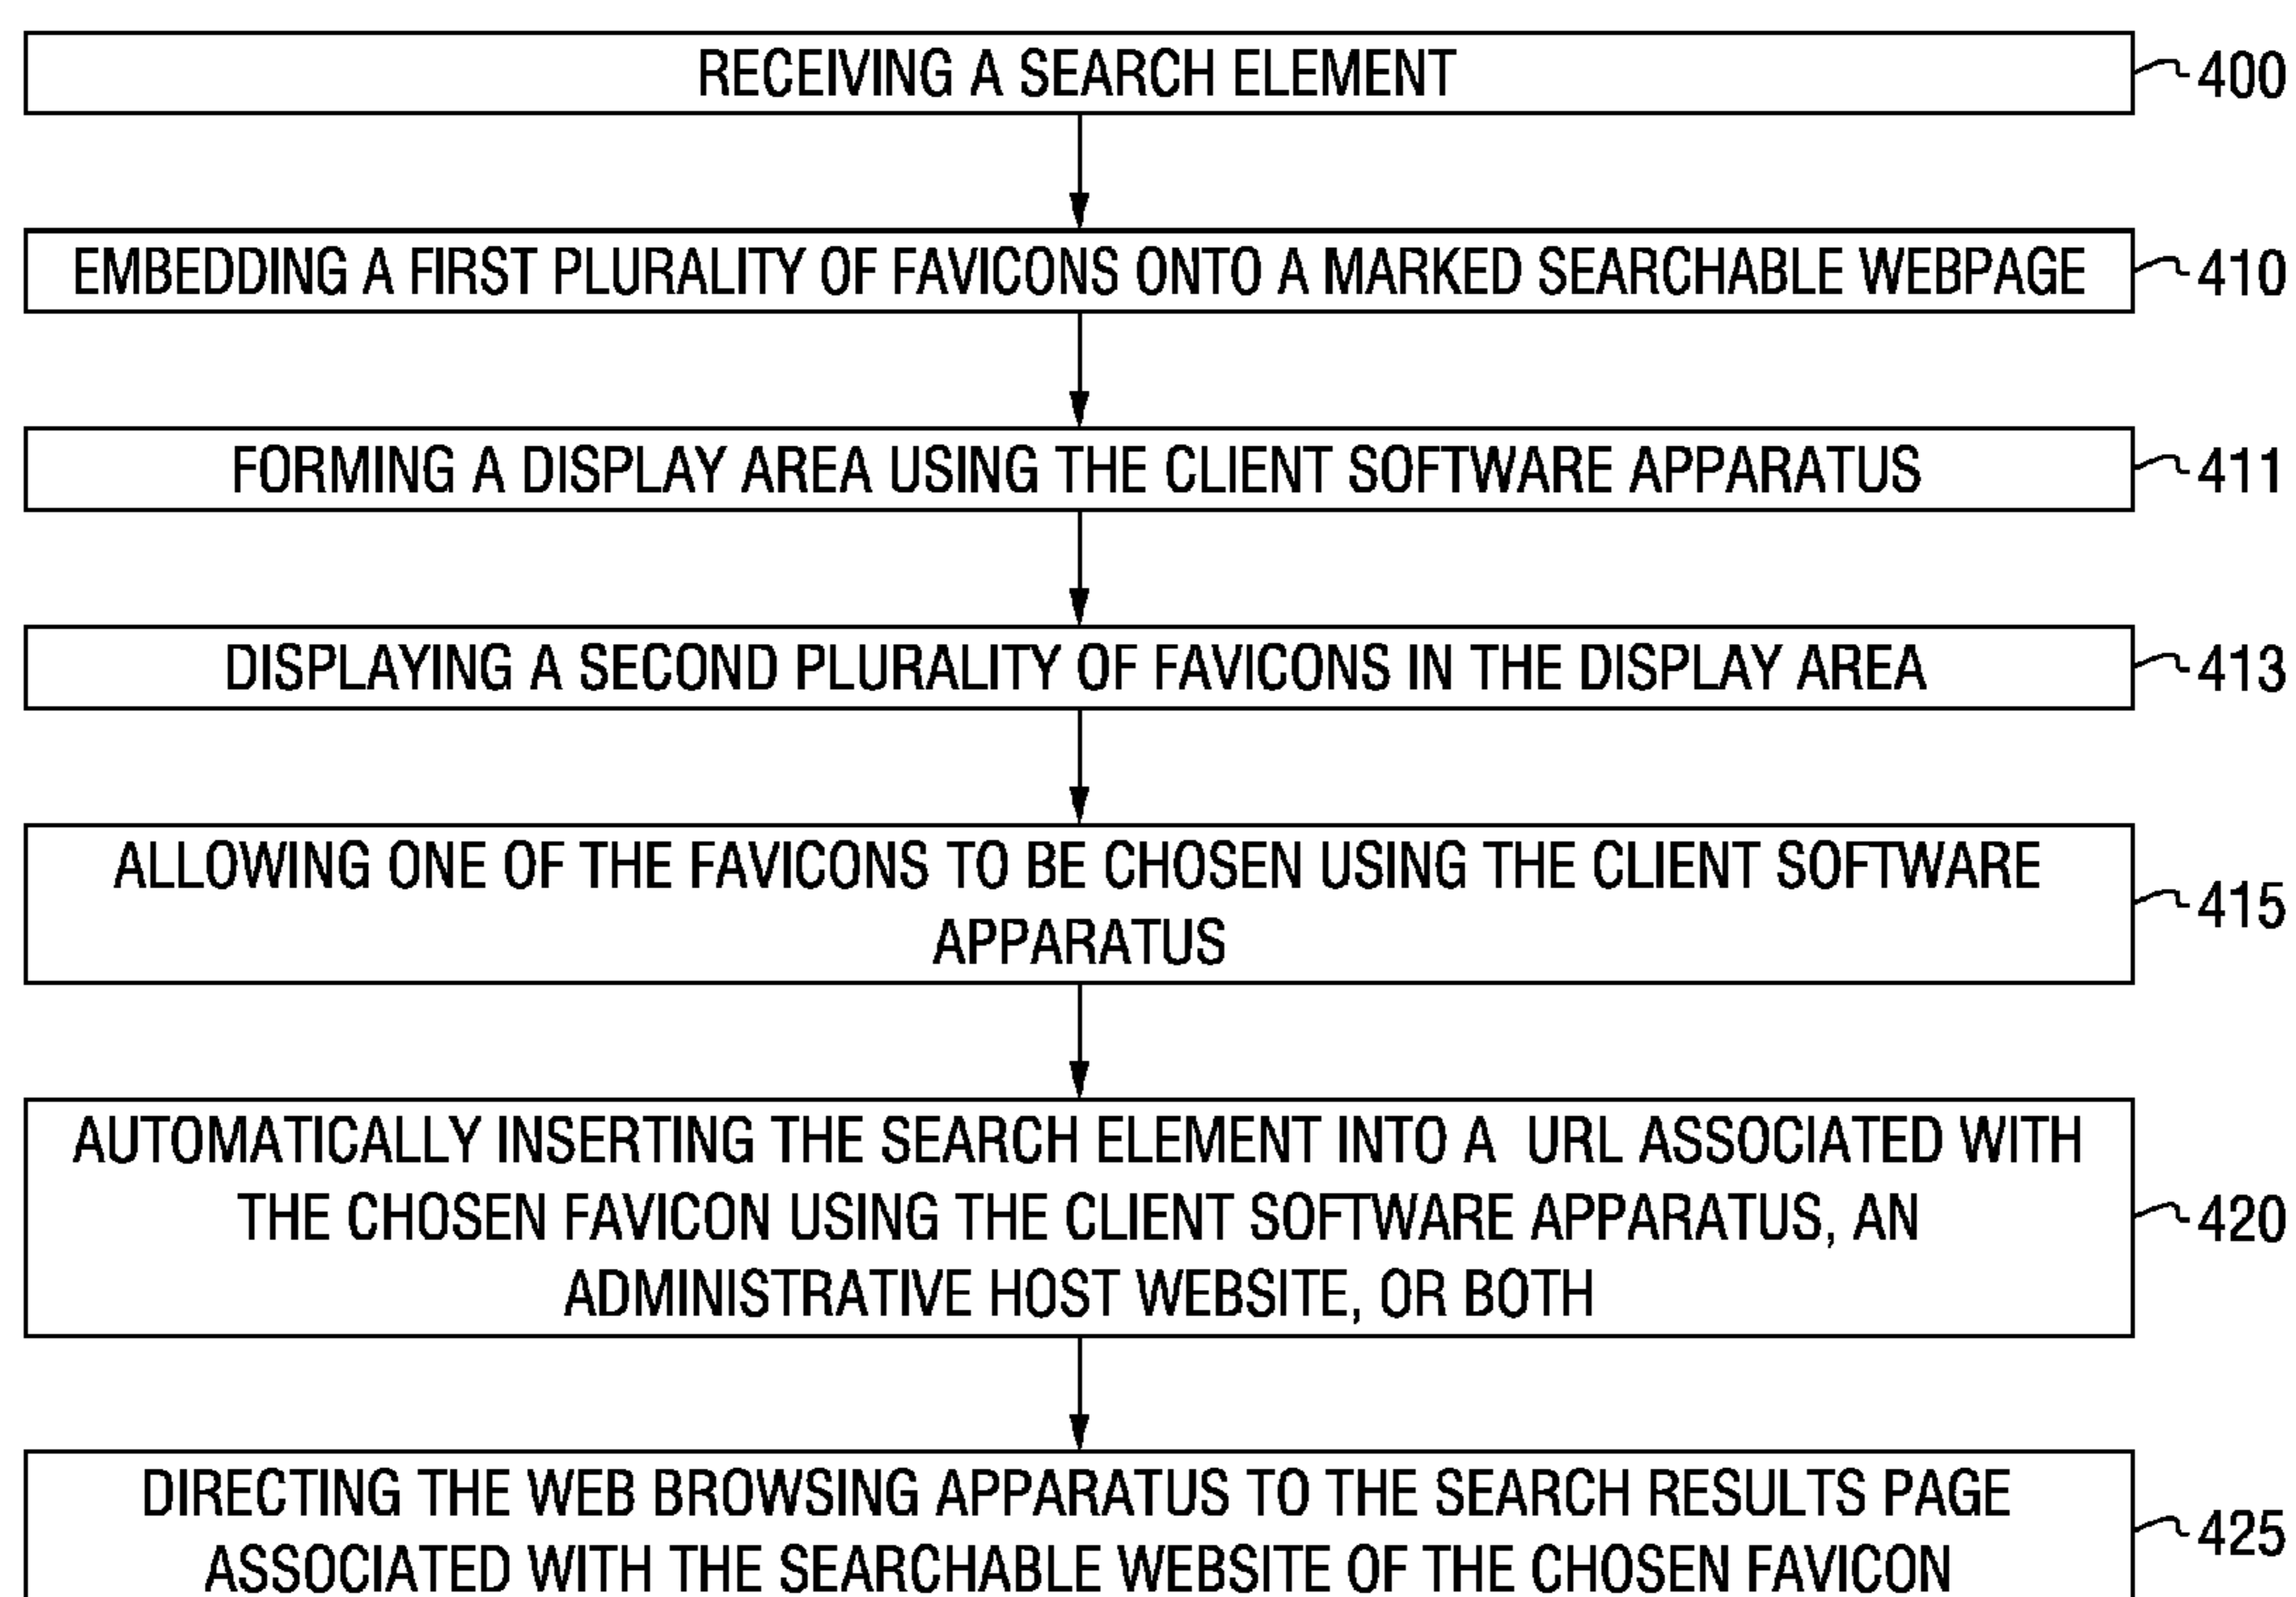 RECEIVING A SEARCH ELEMENT
400
EMBEDDING A FIRST PLURALITY OF FAVICONS ONTO A MARKED SEARCHABLE WEBPAGE
410
FORMING A DISPLAY AREA USING THE CLIENT SOFTWARE APPARATUS
411
DISPLAYING A SECOND PLURALITY OF FAVICONS IN THE DISPLAY AREA
413
ALLOWING ONE OF THE FAVICONS TO BE CHOSEN USING THE CLIENT SOFTWARE
APPARATUS
415
AUTOMATICALLY INSERTING THE SEARCH ELEMENT INTO A URL ASSOCIATED WITH
THE CHOSEN FAVICON USING THE CLIENT SOFTWARE APPARATUS, AN
ADMINISTRATIVE HOST WEBSITE, OR BOTH
420
DIRECTING THE WEB BROWSING APPARATUS TO THE SEARCH RESULTS PAGE
ASSOCIATED WITH THE SEARCHABLE WEBSITE OF THE CHOSEN FAVICON
425